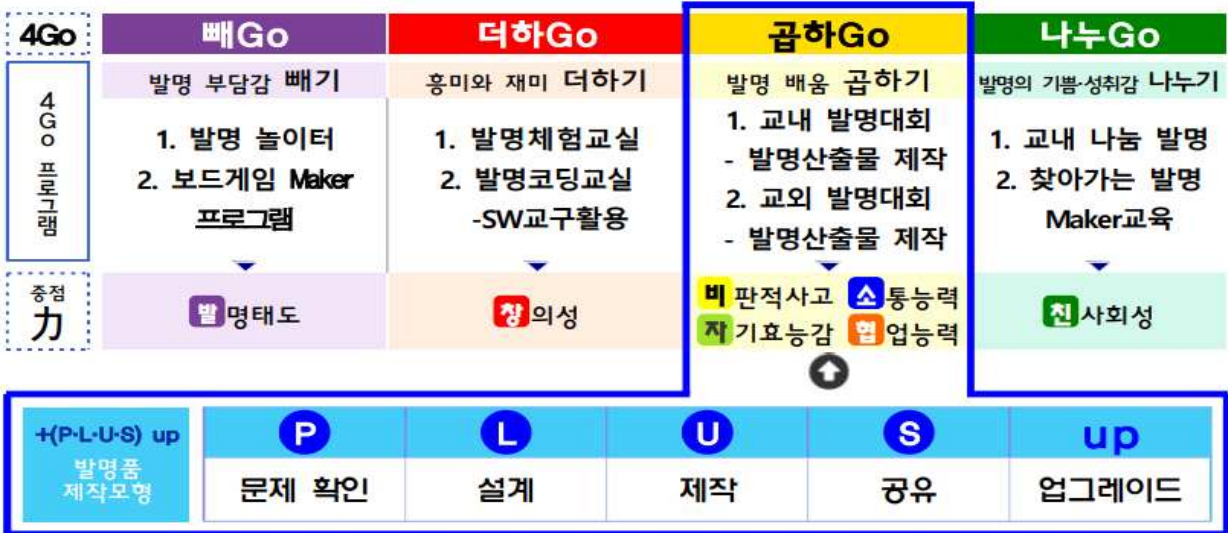 4Go
빼Go
더하Go
곱하Go
나누Go
4Go 프로그램
발명 부담감 빼기
1. 발명 놀이터
2. 보드게임 Maker
프로그램
흥미와 재미 더하기
1. 발명체험교실
2. 발명코딩교실
-SW교구활용
발명 배움 곱하기
1. 교내 발명대회
- 발명산출물 제작
2. 교외 발명대회
- 발명산출물 제작
발명의 기쁨·성취감 나누기
1. 교내 나눔 발명
2. 찾아가는 발명
Maker교육
중점
力
발명태도
창의성
비판적사고 소통능력
자기효능감 협업능력
친사회성
+(P·L·U·S) up
발명품
제작모형
P
L
U
S
up
문제 확인
설계
제작
공유
업그레이드